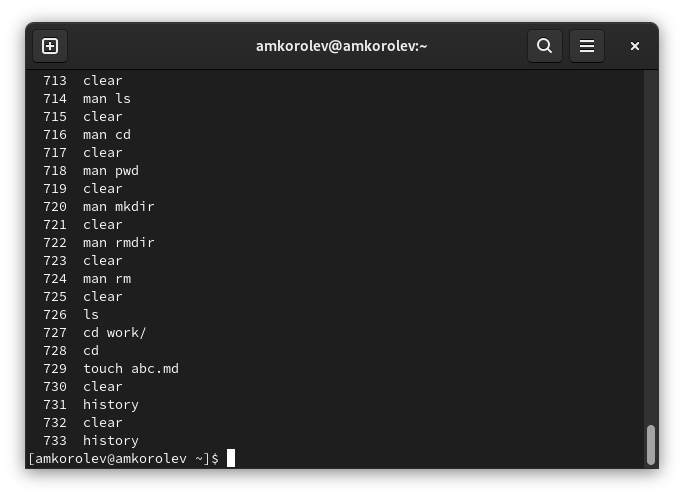 amkorolev@amkorolev:~
713 clear
714 man ls
715 clear
716 man cd
717 clear
718 man pwd
719 clear
720 man mkdir
721 clear
722 man rmdir
723 clear
724 man rm
725 clear
726 ls
727 cd work/
728 cd
729 touch abc.md
730 clear
731 history
732 clear
733 history
[amkorolev@amkorolev ~]$